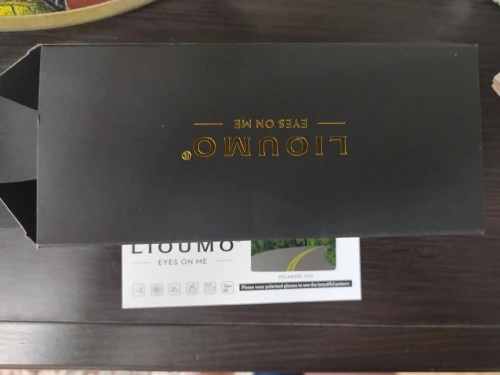 LIOUMO®
EYES ON ME
LIOUMO
EYES ON ME
POLARIZED TEST
Please wear polarized glasses to see the beautiful pattern.